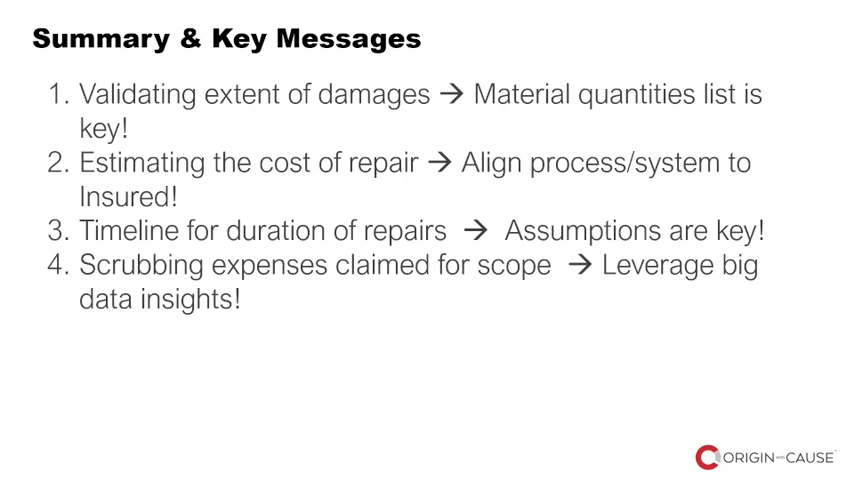 Summary & Key Messages
1. Validating extent of damages → Material quantities list is
key!
2. Estimating the cost of repair → Align process/system to
Insured!
3. Timeline for duration of repairs → Assumptions are key!
4. Scrubbing expenses claimed for scope → Leverage big
data insights!
ORIGIN AND CAUSE